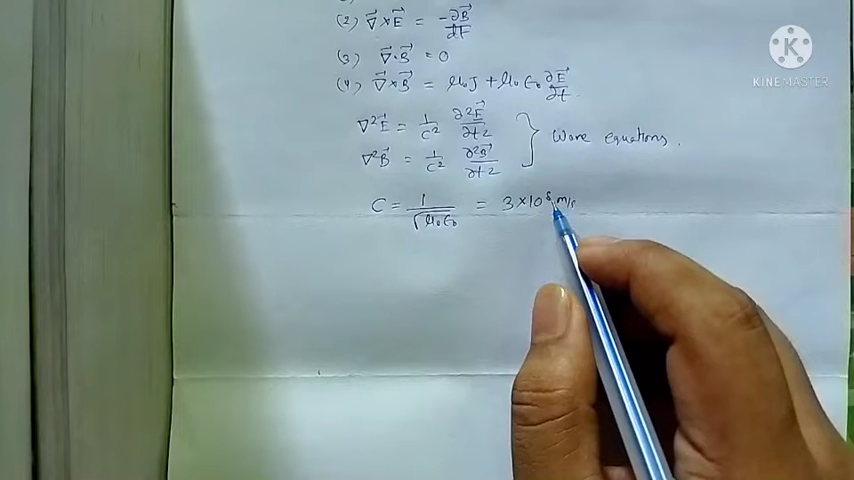 (2) ∇⃗ × E⃗ = -∂B⃗/dt
(3) ∇⃗ · B⃗ = 0
(4) ∇⃗ × B⃗ = μ₀J + μ₀ε₀ ∂E⃗/∂t
∇²E⃗ = 1/c² ∂²E⃗/∂t²
∇²B⃗ = 1/c² ∂²B⃗/∂t²
} Wave equations.
C = 1/√μ₀ε₀ = 3×10⁸ m/s
K
KINEMASTER